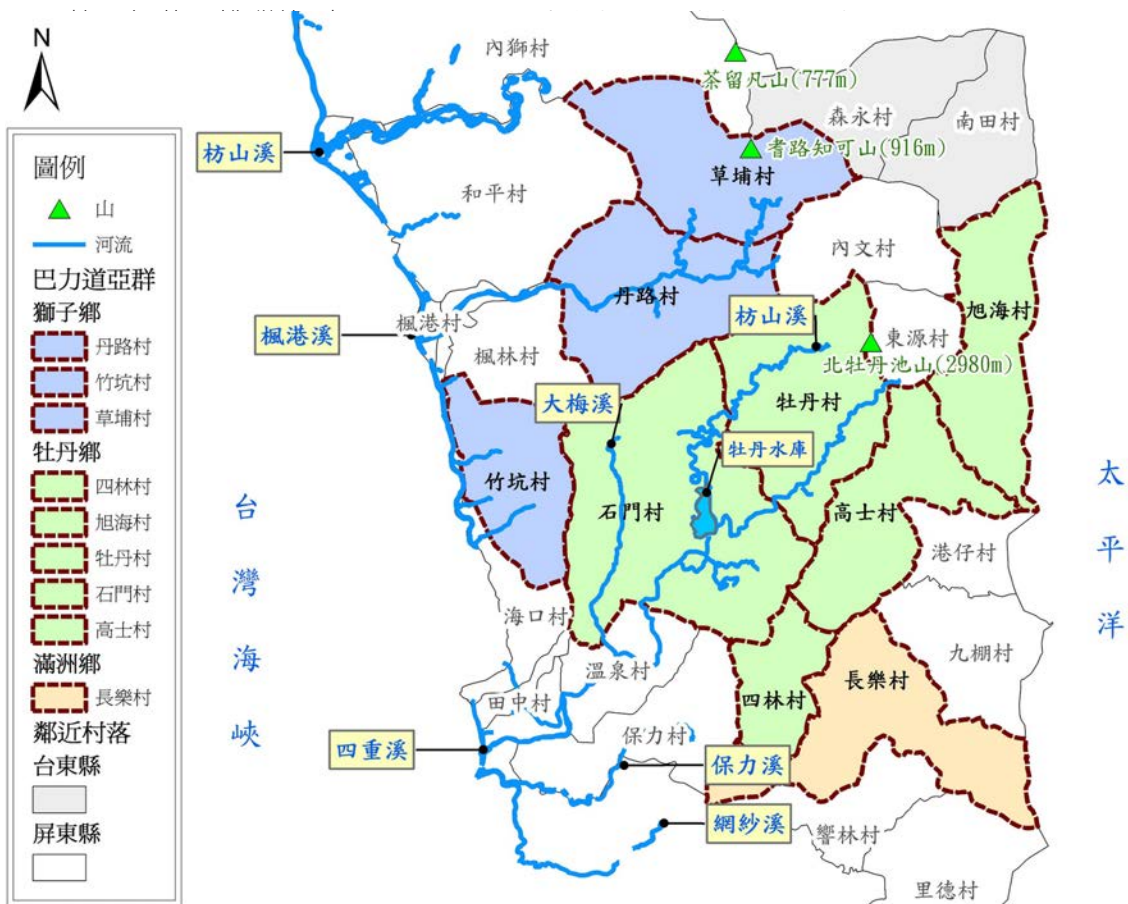 N
圖例
山
河流
巴力道亞群
獅子鄉
丹路村
竹坑村
草埔村
牡丹鄉
四林村
旭海村
牡丹村
石門村
高士村
滿洲鄉
長樂村
鄰近村落
台東縣
屏東縣
內獅村
茶留凡山(777m)
森永村
南田村
枋山溪
耆路知可山(916m)
草埔村
和平村
內文村
旭海村
丹路村
枋山溪
楓港村
楓港溪
東源村
楓林村
北牡丹池山(2980m)
大梅溪
牡丹村
牡丹水庫
竹坑村
石門村
高士村
台灣海峽
太平洋
港仔村
海口村
九棚村
溫泉村
長樂村
田中村
四林村
四重溪
保力村
保力溪
網紗溪
響林村
里德村